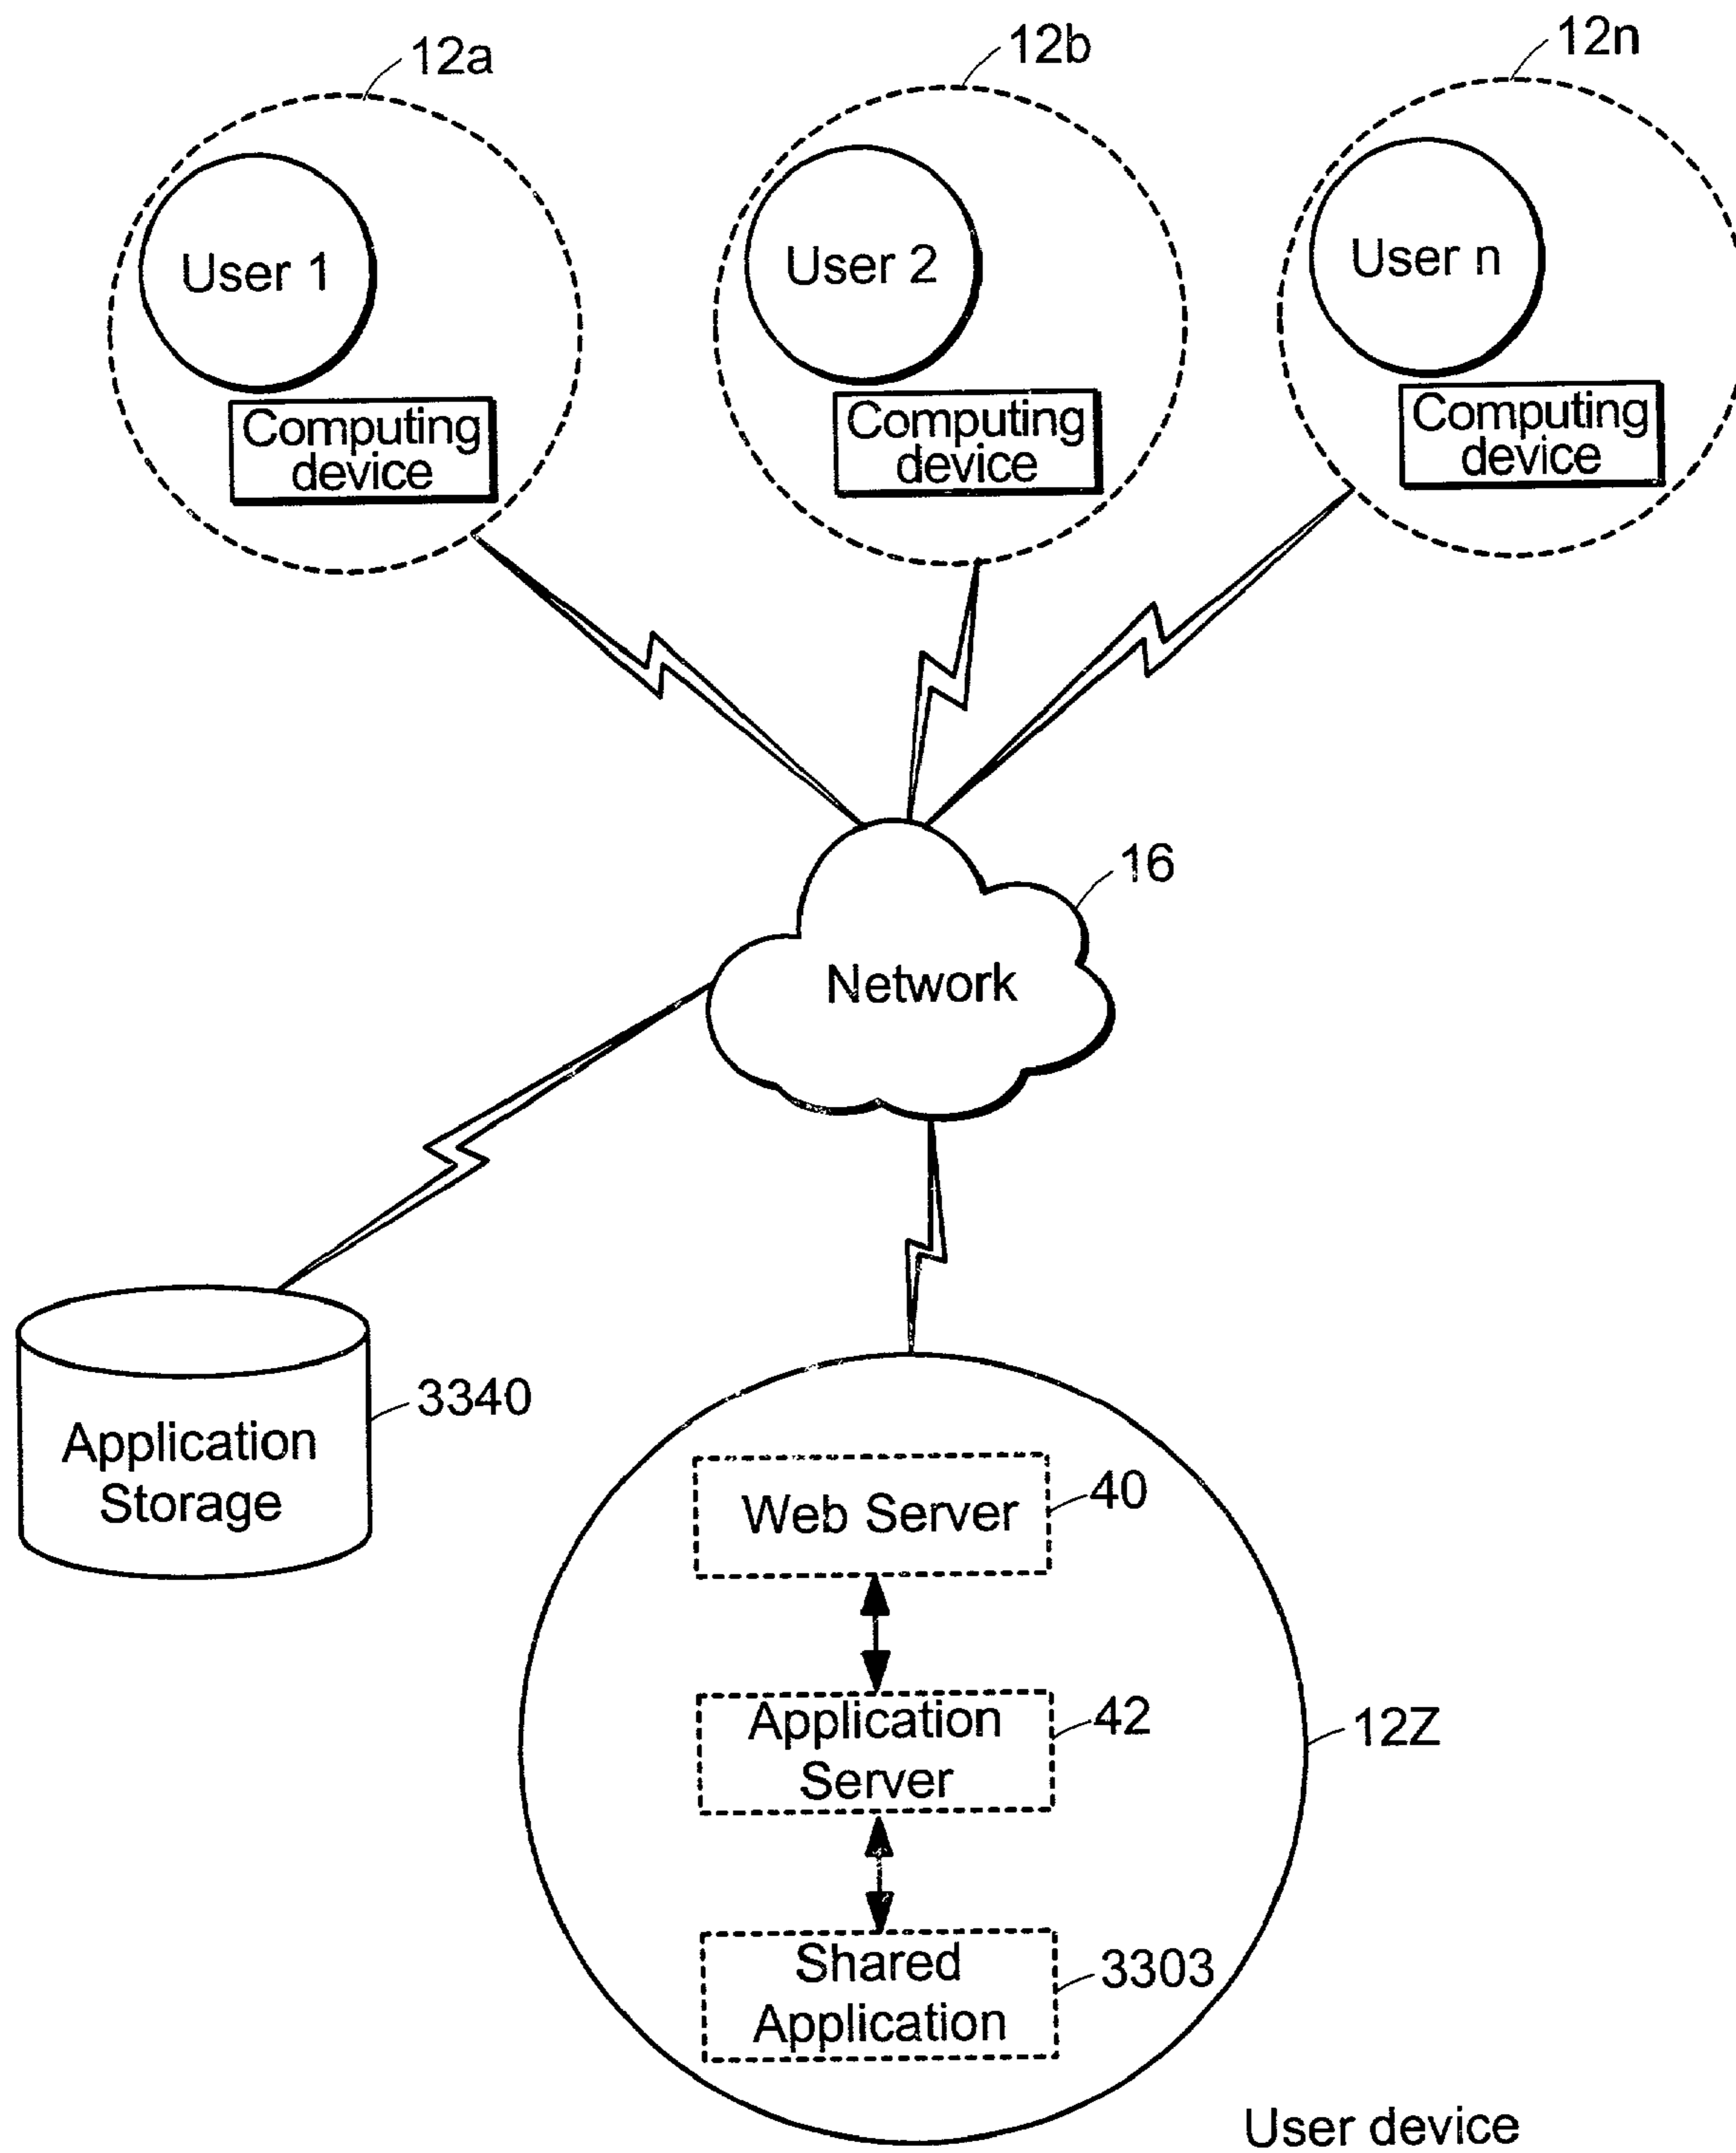 12a
12b
12n
User 1
User 2
User n
Computing
device
Computing
device
Computing
device
16
Network
3340
Application
Storage
Web Server
40
Application
Server
42
12Z
Shared
Application
3303
User device